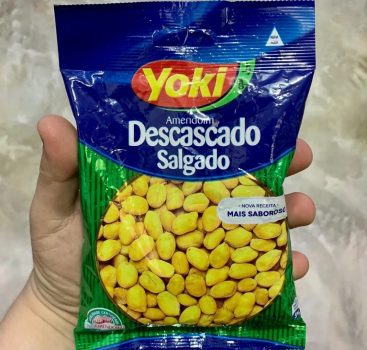 Yoki
Amendoim
Descascado
Salgado
NOVA RECEITA
MAIS SABOROSO